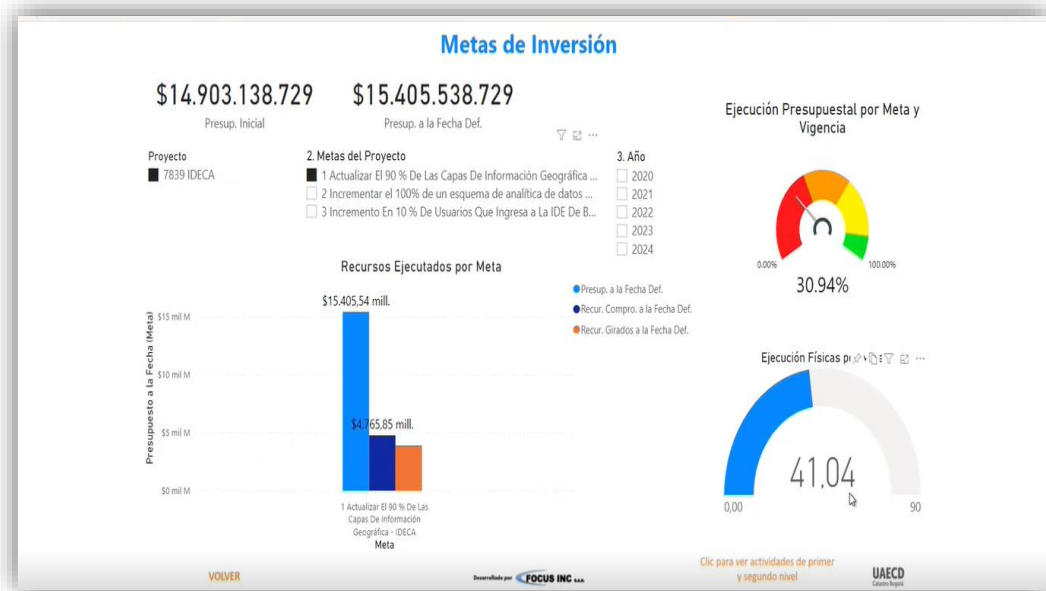 Metas de Inversión
$14.903.138.729
Presup. Inicial
$15.405.538.729
Presup. a la Fecha Def.
Proyecto
7839 IDECA
2. Metas del Proyecto
1 Actualizar El 90 % De Las Capas De Información Geográfica ...
2 Incrementar el 100% de un esquema de analítica de datos ...
3 Incremento En 10 % De Usuarios Que Ingresa a La IDE De B...
3. Año
2020
2021
2022
2023
2024
Ejecución Presupuestal por Meta y
Vigencia
0.00%
100.00%
30.94%
Recursos Ejecutados por Meta
Presup. a la Fecha Def.
Recur. Compro. a la Fecha Def.
Recur. Girados a la Fecha Def.
Presupuesto a la Fecha (Meta)
$15 mil M
$10 mil M
$5 mil M
$0 mil M
$15.405,54 mill.
$4.765,85 mill.
1 Actualizar El 90 % De Las
Capas De Información
Geográfica - IDECA
Meta
Ejecución Físicas
41,04
0,00
90
VOLVER
Desarrollado por FOCUS INC S.A.S.
Clic para ver actividades de primer
y segundo nivel
UAECD
Catastro Bogotá